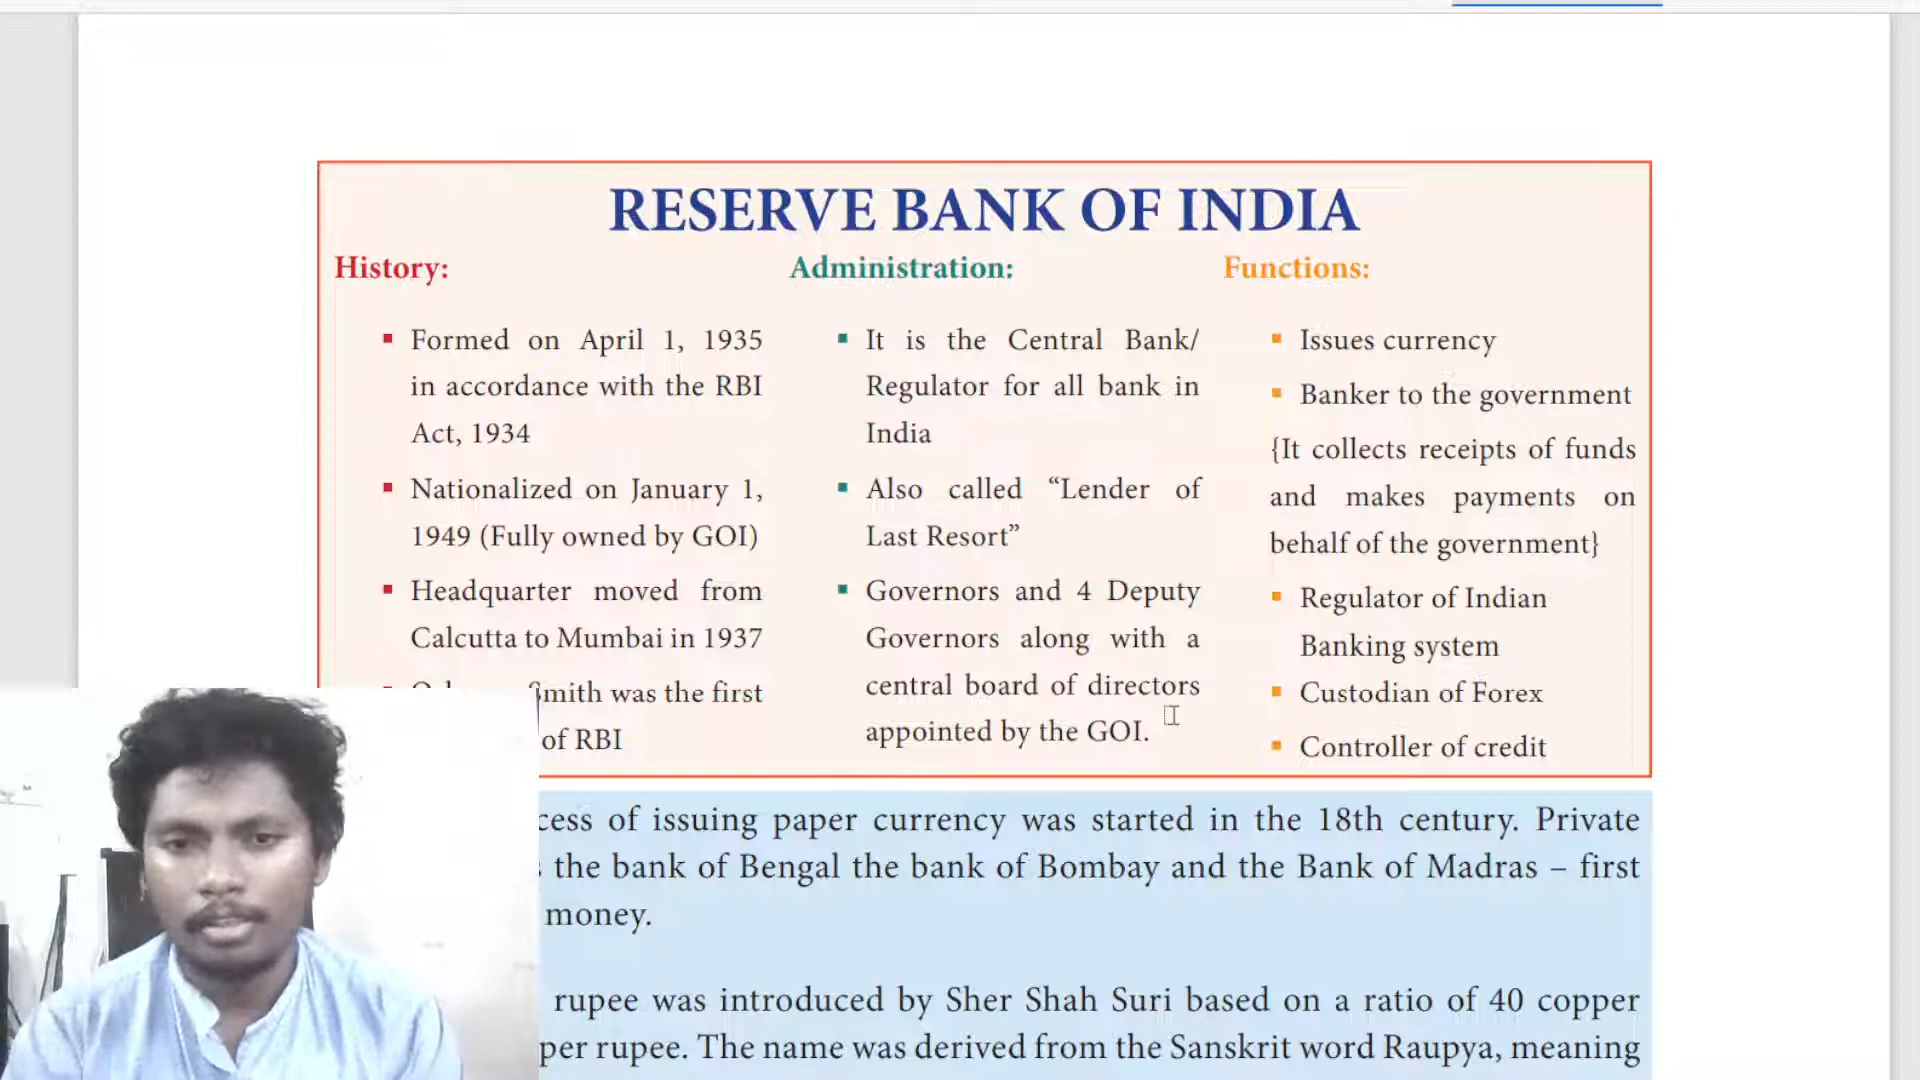 RESERVE BANK OF INDIA
History:
Formed on April 1, 1935
in accordance with the RBI
Act, 1934
Nationalized on January 1,
1949 (Fully owned by GOI)
Headquarter moved from
Calcutta to Mumbai in 1937
Smith was the first
of RBI
Administration:
It is the Central Bank/
Regulator for all bank in
India
Also called “Lender of
Last Resort”
Governors and 4 Deputy
Governors along with a
central board of directors
appointed by the GOI.
Functions:
Issues currency
Banker to the government
{It collects receipts of funds
and makes payments on
behalf of the government}
Regulator of Indian
Banking system
Custodian of Forex
Controller of credit
of issuing paper currency was started in the 18th century. Private
the bank of Bengal the bank of Bombay and the Bank of Madras – first
money.
rupee was introduced by Sher Shah Suri based on a ratio of 40 copper
per rupee. The name was derived from the Sanskrit word Raupya, meaning